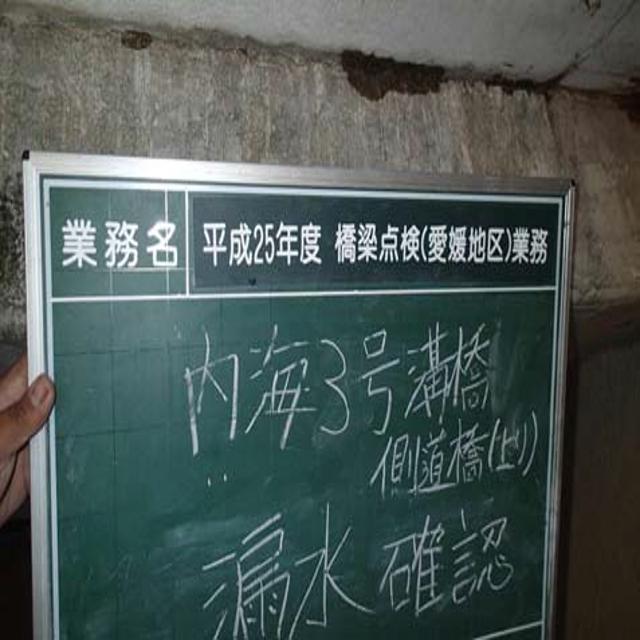 業務名 平成25年度 橋梁点検(愛媛地区)業務
内海3号溝橋
側道橋(上り)
漏水 確認